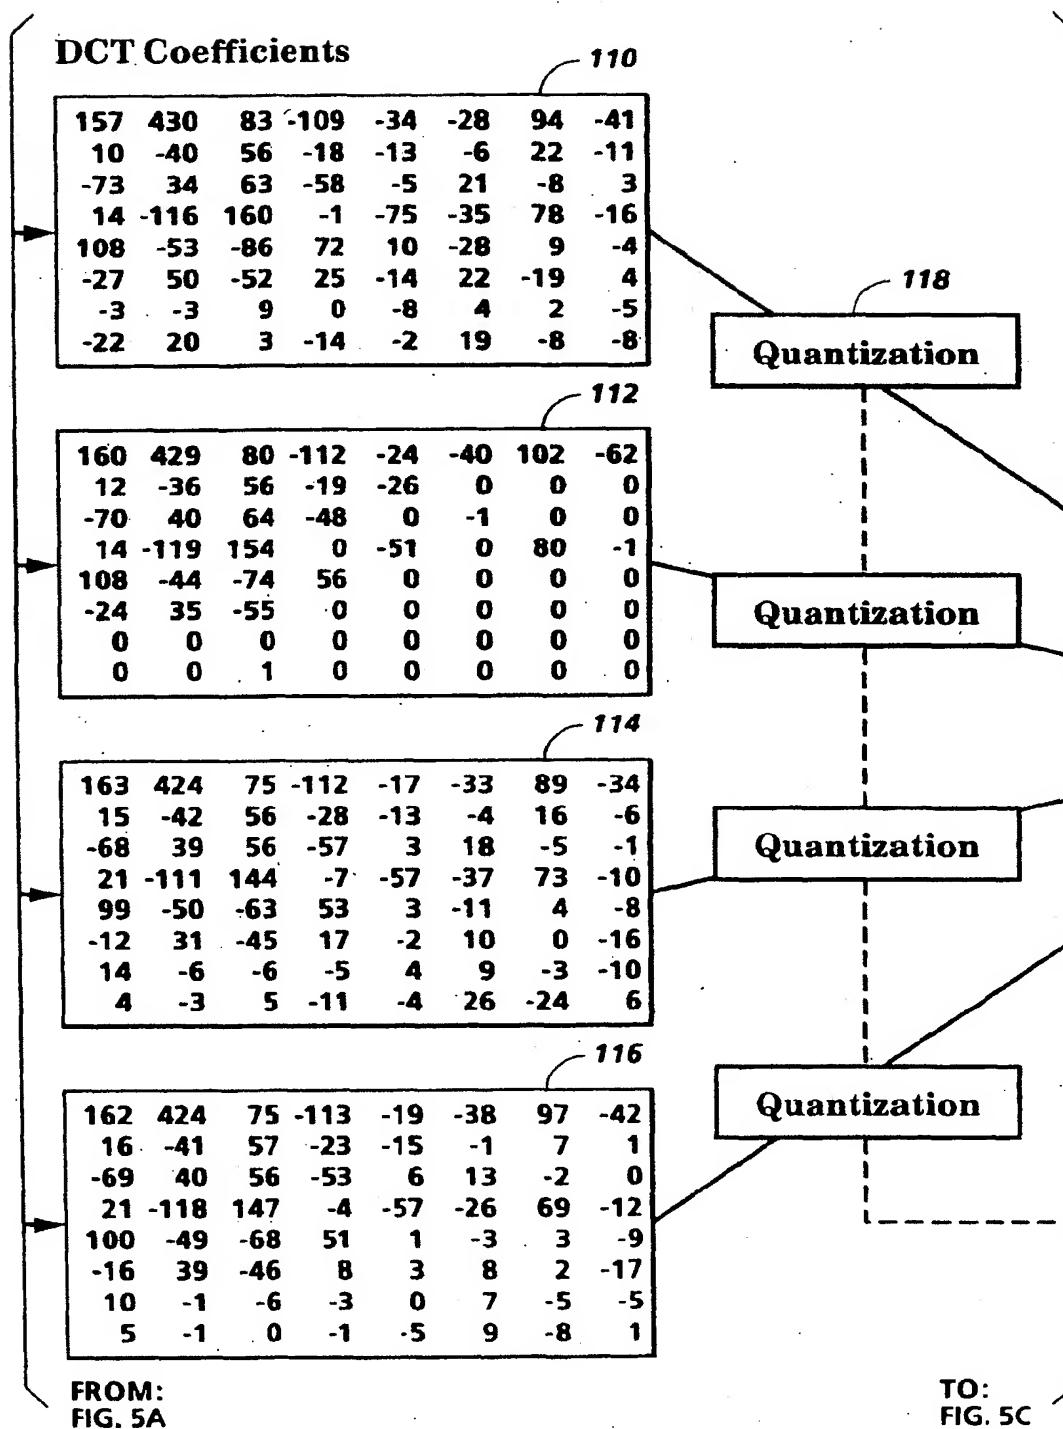 DCT Coefficients
110
157 430 83 -109 -34 -28 94 -41
10 -40 56 -18 -13 -6 22 -11
-73 34 63 -58 -5 21 -8 3
14 -116 160 -1 -75 -35 78 -16
108 -53 -86 72 10 -28 9 -4
-27 50 -52 25 -14 22 -19 4
-3 -3 9 0 -8 4 2 -5
-22 20 3 -14 -2 19 -8 -8
118
Quantization
112
160 429 80 -112 -24 -40 102 -62
12 -36 56 -19 -26 0 0 0
-70 40 64 -48 0 -1 0 0
14 -119 154 0 -51 0 80 -1
108 -44 -74 56 0 0 0 0
-24 35 -55 0 0 0 0 0
0 0 0 0 0 0 0 0
0 0 1 0 0 0 0 0
Quantization
114
163 424 75 -112 -17 -33 89 -34
15 -42 56 -28 -13 -4 16 -6
-68 39 56 -57 3 18 -5 -1
21 -111 144 -7 -57 -37 73 -10
99 -50 -63 53 3 -11 4 -8
-12 31 -45 17 -2 10 0 -16
14 -6 -6 -5 4 9 -3 -10
4 -3 5 -11 -4 26 -24 6
Quantization
116
162 424 75 -113 -19 -38 97 -42
16 -41 57 -23 -15 -1 7 1
-69 40 56 -53 6 13 -2 0
21 -118 147 -4 -57 -26 69 -12
100 -49 -68 51 1 -3 3 -9
-16 39 -46 8 3 8 2 -17
10 -1 -6 -3 0 7 -5 -5
5 -1 0 -1 -5 9 -8 1
Quantization
FROM:
FIG. 5A
TO:
FIG. 5C